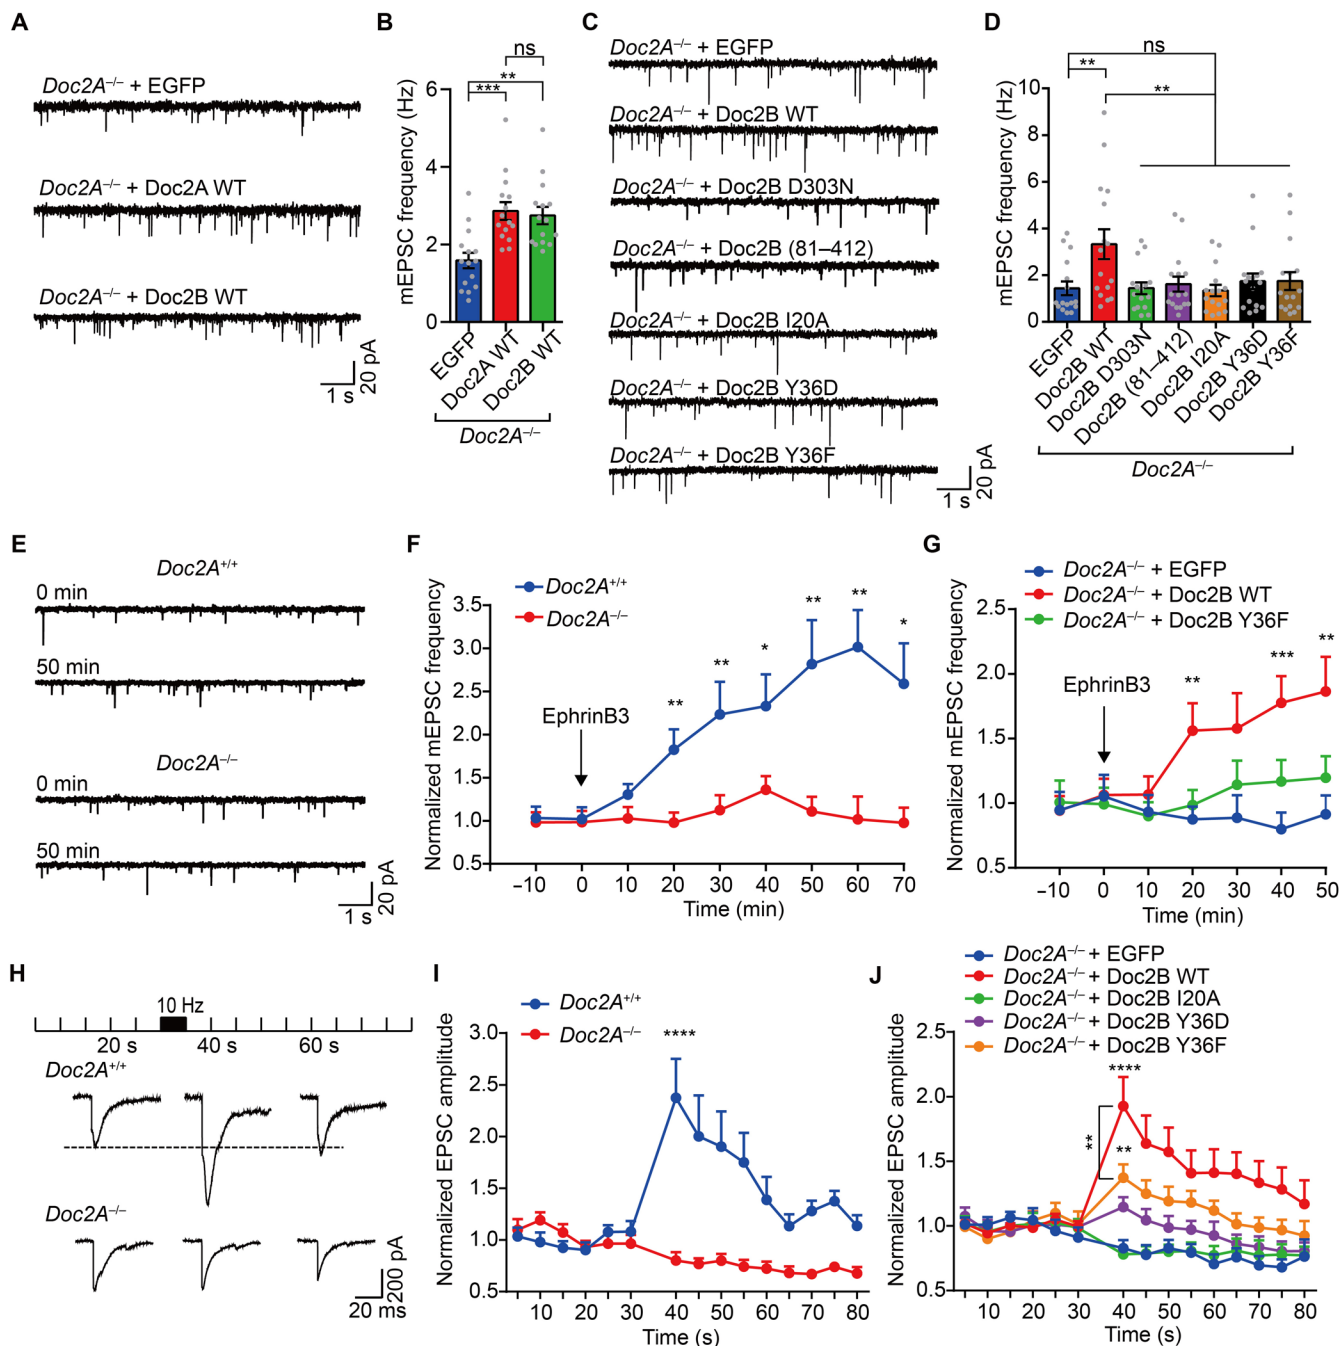 A
Doc2A–/– + EGFP
Doc2A–/– + Doc2A WT
Doc2A–/– + Doc2B WT
1 s
20 pA
B
ns
**
***
mEPSC frequency (Hz)
6
4
2
0
EGFP
Doc2A WT
Doc2B WT
Doc2A–/–
C
Doc2A–/– + EGFP
Doc2A–/– + Doc2B WT
Doc2A–/– + Doc2B D303N
Doc2A–/– + Doc2B (81–412)
Doc2A–/– + Doc2B I20A
Doc2A–/– + Doc2B Y36D
Doc2A–/– + Doc2B Y36F
1 s
20 pA
D
ns
**
**
mEPSC frequency (Hz)
10
8
6
4
2
0
EGFP
Doc2B WT
Doc2B D303N
Doc2B (81–412)
Doc2B I20A
Doc2B Y36D
Doc2B Y36F
Doc2A–/–
E
Doc2A+/+
0 min
50 min
Doc2A–/–
0 min
50 min
1 s
20 pA
F
Doc2A+/+
Doc2A–/–
Normalized mEPSC frequency
3.5
3.0
2.5
2.0
1.5
1.0
0.5
EphrinB3
**
**
*
**
**
*
–10 0 10 20 30 40 50 60 70
Time (min)
G
Doc2A–/– + EGFP
Doc2A–/– + Doc2B WT
Doc2A–/– + Doc2B Y36F
Normalized mEPSC frequency
2.5
2.0
1.5
1.0
0.5
EphrinB3
**
***
**
–10 0 10 20 30 40 50
Time (min)
H
10 Hz
20 s 40 s 60 s
Doc2A+/+
Doc2A–/–
200 pA
20 ms
I
Doc2A+/+
Doc2A–/–
Normalized EPSC amplitude
3.0
2.5
2.0
1.5
1.0
0.5
****
10 20 30 40 50 60 70 80
Time (s)
J
Doc2A–/– + EGFP
Doc2A–/– + Doc2B WT
Doc2A–/– + Doc2B I20A
Doc2A–/– + Doc2B Y36D
Doc2A–/– + Doc2B Y36F
Normalized EPSC amplitude
2.5
2.0
1.5
1.0
0.5
****
**
**
10 20 30 40 50 60 70 80
Time (s)